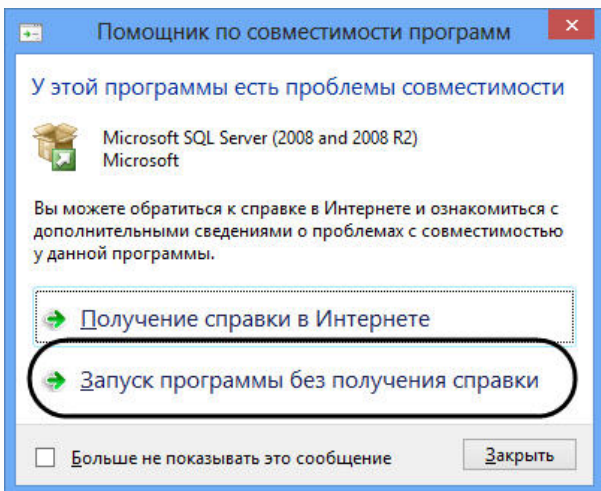 Помощник по совместимости программ
У этой программы есть проблемы совместимости
Microsoft SQL Server (2008 and 2008 R2)
Microsoft
Вы можете обратиться к справке в Интернете и ознакомиться с
дополнительными сведениями о проблемах с совместимостью
у данной программы.
Получение справки в Интернете
Запуск программы без получения справки
Больше не показывать это сообщение
Закрыть